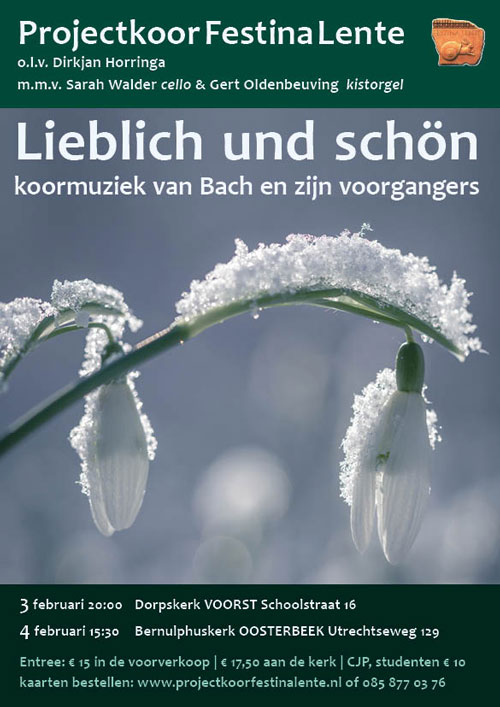 Projectkoor Festina Lente
o.l.v. Dirkjan Horringa
m.m.v. Sarah Walder cello & Gert Oldenbeuving kistorgel
FESTINA LENTE
Lieblich und schön
koormuziek van Bach en zijn voorgangers
3 februari 20:00 Dorpskerk VOORST Schoolstraat 16
4 februari 15:30 Bernulphuskerk OOSTERBEEK Utrechtseweg 129
Entree: € 15 in de voorverkoop | € 17,50 aan de kerk | CJP, studenten € 10
kaarten bestellen: www.projectkoorfestinalente.nl of 085 877 03 76